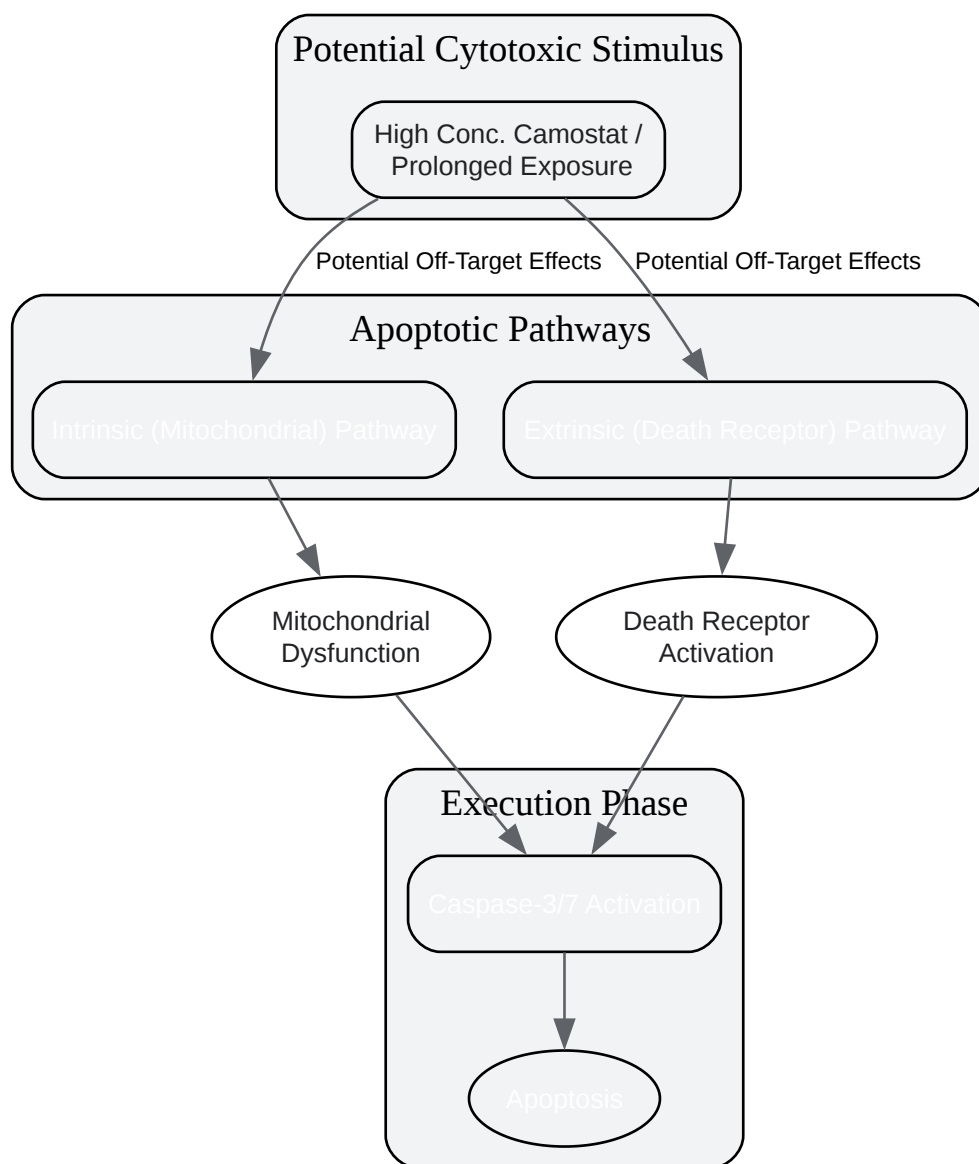 Potential Cytotoxic Stimulus
High Conc. Camostat /
Prolonged Exposure
Potential Off-Target Effects
Potential Off-Target Effects
Apoptotic Pathways
Intrinsic (Mitochondrial) Pathway
Extrinsic (Death Receptor) Pathway
Mitochondrial
Dysfunction
Death Receptor
Activation
Execution Phase
Caspase-3/7 Activation
Apoptosis